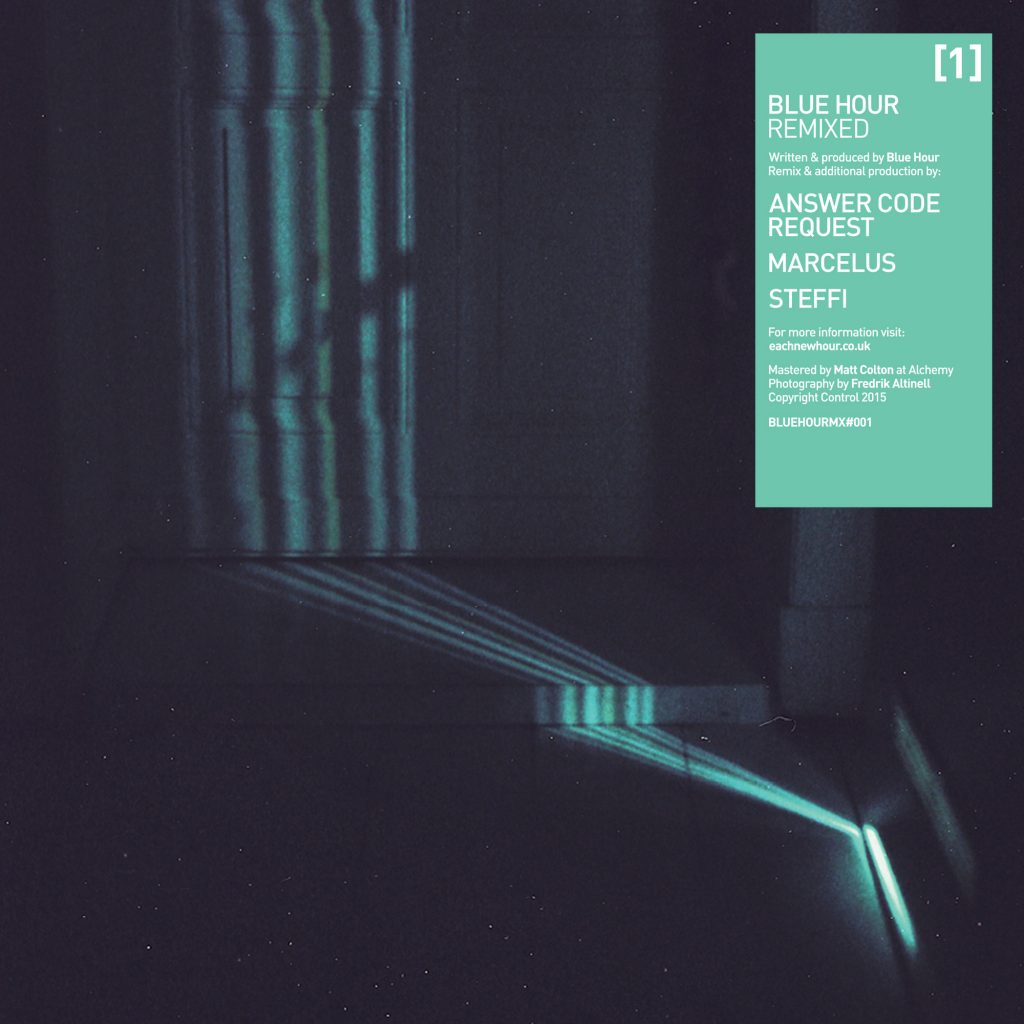 [1]
BLUE HOUR
REMIXED
Written & produced by Blue Hour
Remix & additional production by:
ANSWER CODE
REQUEST
MARCELUS
STEFFI
For more information visit:
eachnewhour.co.uk
Mastered by Matt Colton at Alchemy
Photography by Fredrik Altinell
Copyright Control 2015
BLUEHOURMX#001